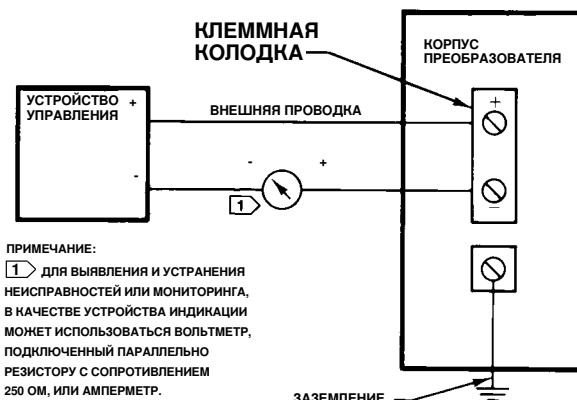 КЛЕММНАЯ
КОЛОДКА
КОРПУС
ПРЕОБРАЗОВАТЕЛЯ
УСТРОЙСТВО +
УПРАВЛЕНИЯ
ВНЕШНЯЯ ПРОВОДКА
+
- +
-
1
–
ПРИМЕЧАНИЕ:
1 ДЛЯ ВЫЯВЛЕНИЯ И УСТРАНЕНИЯ
НЕИСПРАВНОСТЕЙ ИЛИ МОНИТОРИНГА,
В КАЧЕСТВЕ УСТРОЙСТВА ИНДИКАЦИИ
МОЖЕТ ИСПОЛЬЗОВАТЬСЯ ВОЛЬТМЕТР,
ПОДКЛЮЧЕННЫЙ ПАРАЛЛЕЛЬНО
РЕЗИСТОРУ С СОПРОТИВЛЕНИЕМ
250 ОМ, ИЛИ АМПЕРМЕТР.
ЗАЗЕМЛЕНИЕ